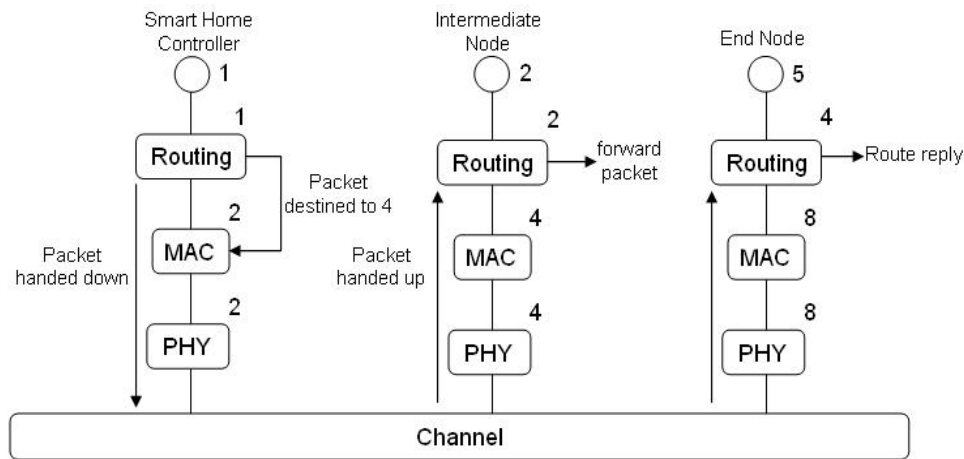 Smart Home
Controller
1
1
Routing
Packet
destined to 4
2
MAC
Packet
handed down
2
PHY
Intermediate
Node
2
2
Routing
forward
packet
4
MAC
Packet
handed up
4
PHY
End Node
5
4
Routing
Route reply
8
MAC
8
PHY
Channel